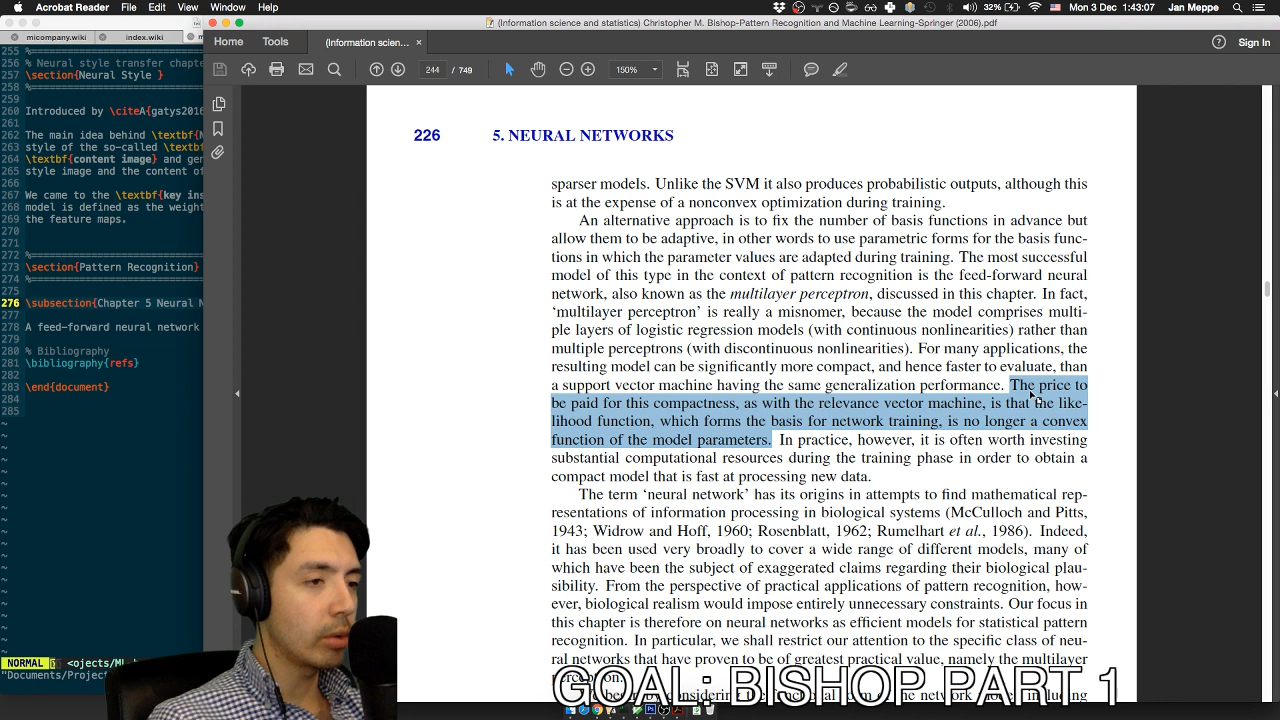 Acrobat Reader File Edit View Window Help
32% Mon 3 Dec 1:43:07 Jan Meppe
(Information science and statistics) Christopher M. Bishop-Pattern Recognition and Machine Learning-Springer (2006).pdf
micompany.wiki index.wiki
Home Tools (Information scien... × Sign In
244 / 749 150%
255 %=======================
256 % Neural style transfer chapte
257 \section{Neural Style }
258 %=======================
259
260 Introduced by \citeA{gatys2016
261
262 The main idea behind \textbf{N
263 style of the so-called \textbf
264 \textbf{content image} and gen
265 style image and the content of
266
267 We came to the \textbf{key ins
268 model is defined as the weight
269 the feature maps.
270
271
272 %=======================
273 \section{Pattern Recognition}
274 %=======================
275
276 \subsection{Chapter 5 Neural N
277
278 A feed-forward neural network
279
280 % Bibliography
281 \bibliography{refs}
282
283 \end{document}
284
285
NORMAL <ojects/ML-
"Documents/Projec
226 5. NEURAL NETWORKS
sparser models. Unlike the SVM it also produces probabilistic outputs, although this
is at the expense of a nonconvex optimization during training.
An alternative approach is to fix the number of basis functions in advance but
allow them to be adaptive, in other words to use parametric forms for the basis func-
tions in which the parameter values are adapted during training. The most successful
model of this type in the context of pattern recognition is the feed-forward neural
network, also known as the multilayer perceptron, discussed in this chapter. In fact,
‘multilayer perceptron’ is really a misnomer, because the model comprises multi-
ple layers of logistic regression models (with continuous nonlinearities) rather than
multiple perceptrons (with discontinuous nonlinearities). For many applications, the
resulting model can be significantly more compact, and hence faster to evaluate, than
a support vector machine having the same generalization performance. The price to
be paid for this compactness, as with the relevance vector machine, is that the like-
lihood function, which forms the basis for network training, is no longer a convex
function of the model parameters. In practice, however, it is often worth investing
substantial computational resources during the training phase in order to obtain a
compact model that is fast at processing new data.
The term ‘neural network’ has its origins in attempts to find mathematical rep-
resentations of information processing in biological systems (McCulloch and Pitts,
1943; Widrow and Hoff, 1960; Rosenblatt, 1962; Rumelhart et al., 1986). Indeed,
it has been used very broadly to cover a wide range of different models, many of
which have been the subject of exaggerated claims regarding their biological plau-
sibility. From the perspective of practical applications of pattern recognition, how-
ever, biological realism would impose entirely unnecessary constraints. Our focus in
this chapter is therefore on neural networks as efficient models for statistical pattern
recognition. In particular, we shall restrict our attention to the specific class of neu-
ral networks that have proven to be of greatest practical value, namely the multilayer
GOAL: BISHOP PART 1